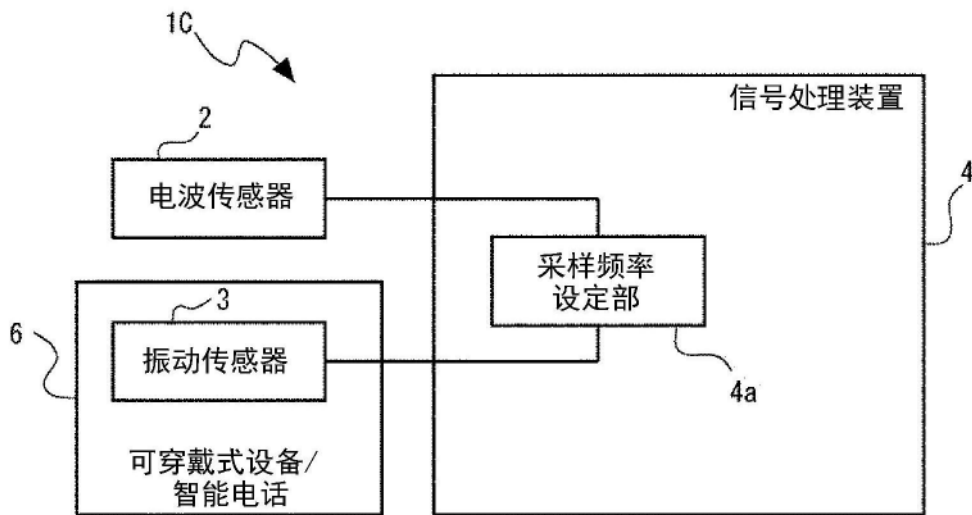 1C
信号处理装置
2
电波传感器
4
采样频率
设定部
3
6
振动传感器
4a
可穿戴式设备/
智能电话